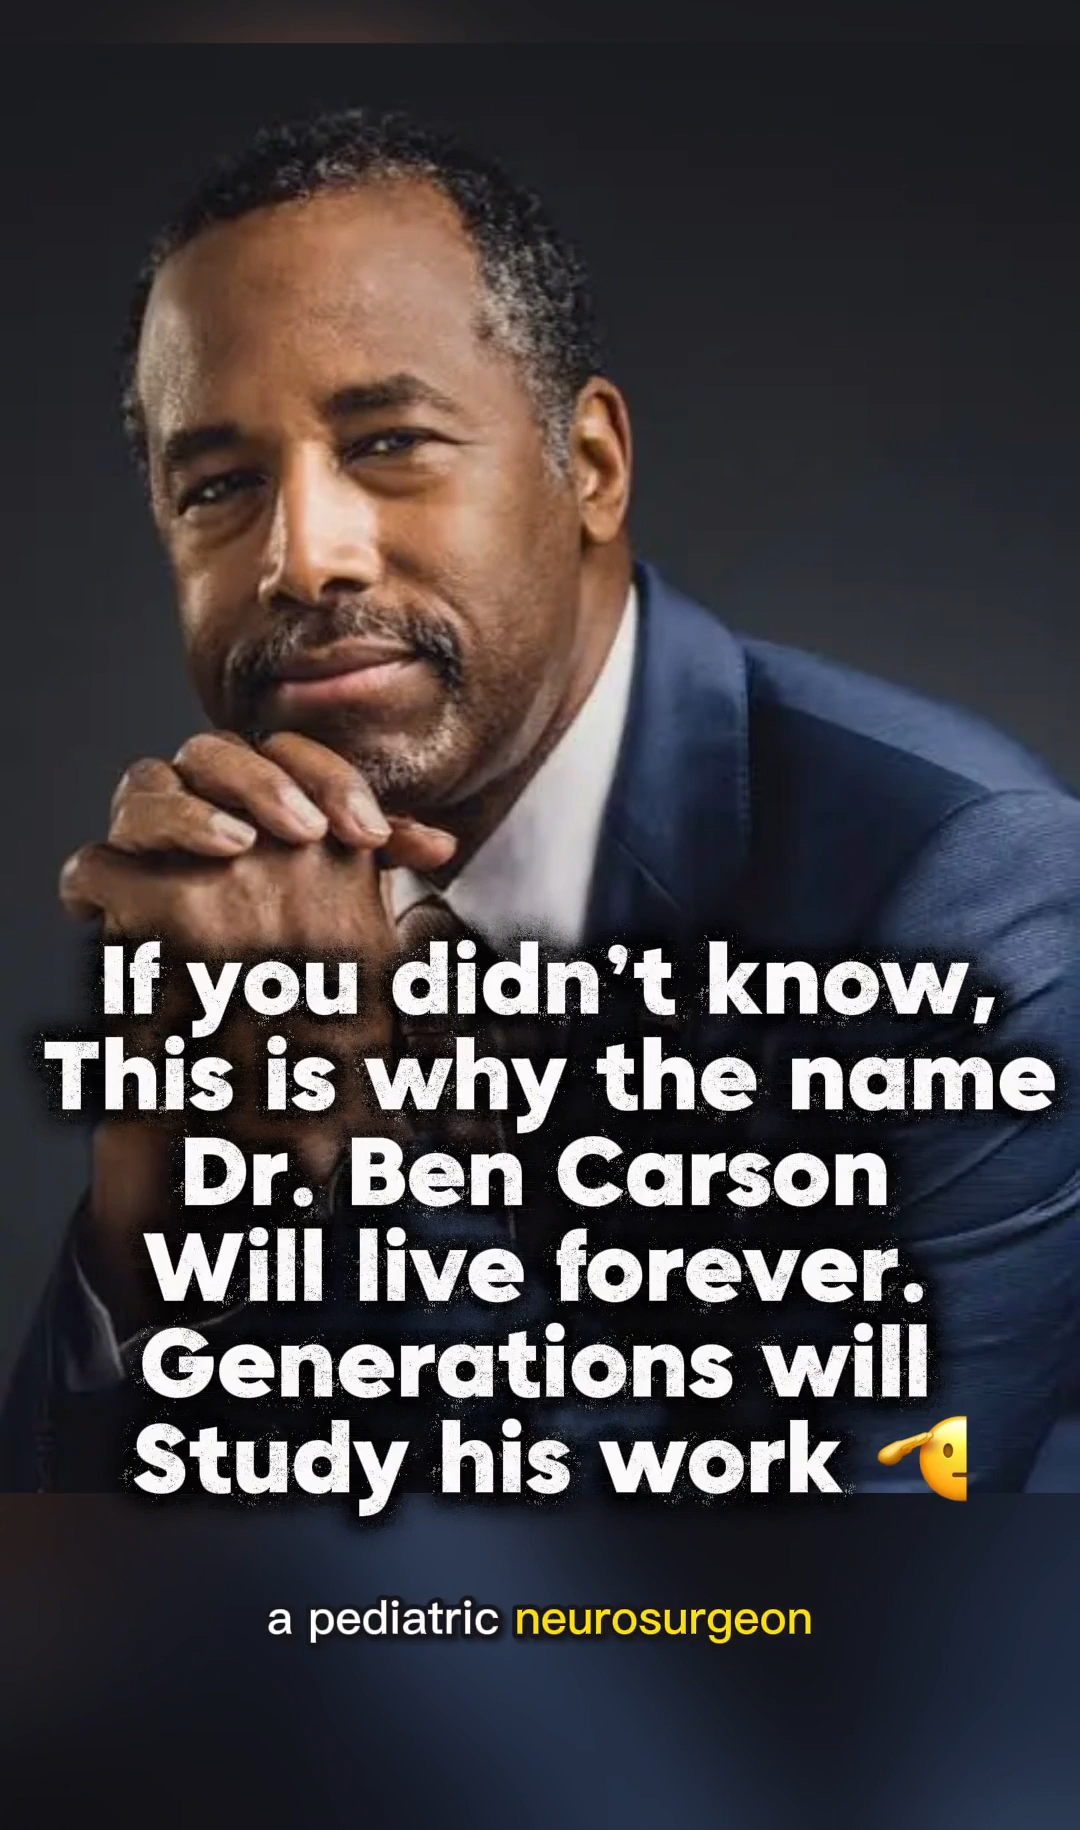 If you didn’t know,
This is why the name
Dr. Ben Carson
Will live forever.
Generations will
Study his work 🫡
a pediatric neurosurgeon